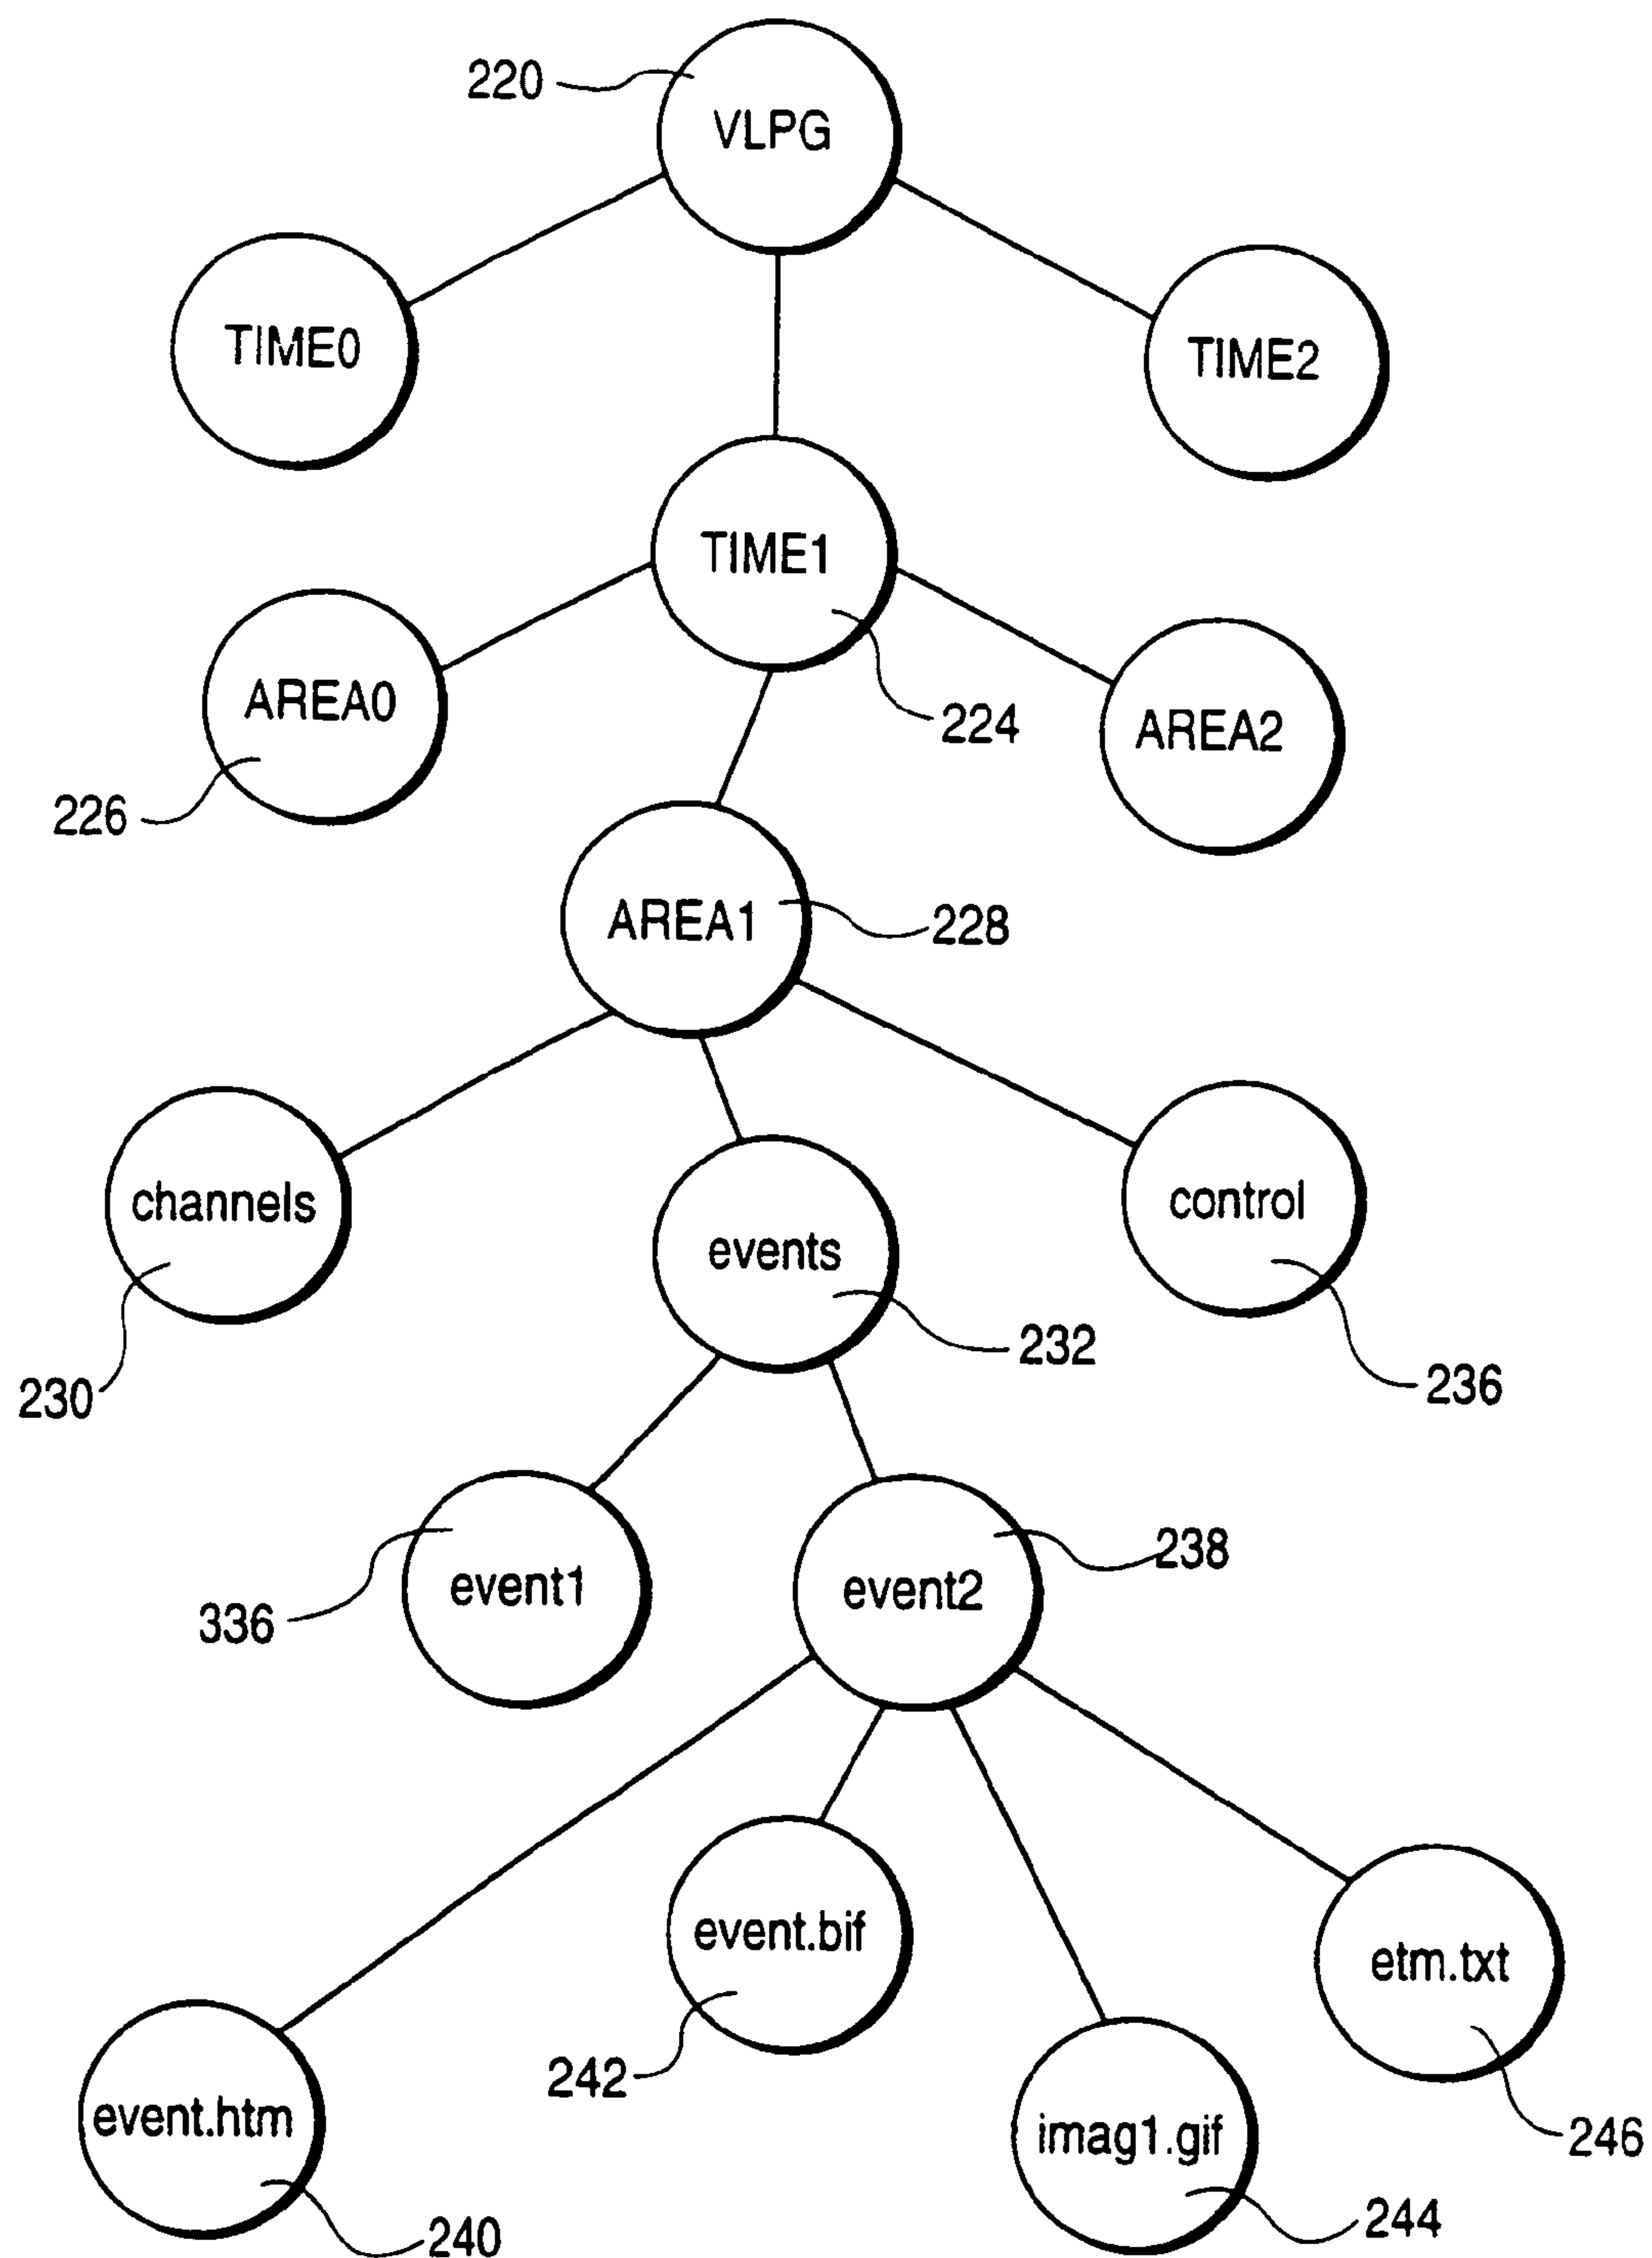 220
VLPG
TIME0
TIME2
TIME1
224
AREA0
226
AREA2
AREA1
228
channels
230
events
232
control
236
event1
336
event2
238
event.htm
240
event.bif
242
imag1.gif
244
etm.txt
246